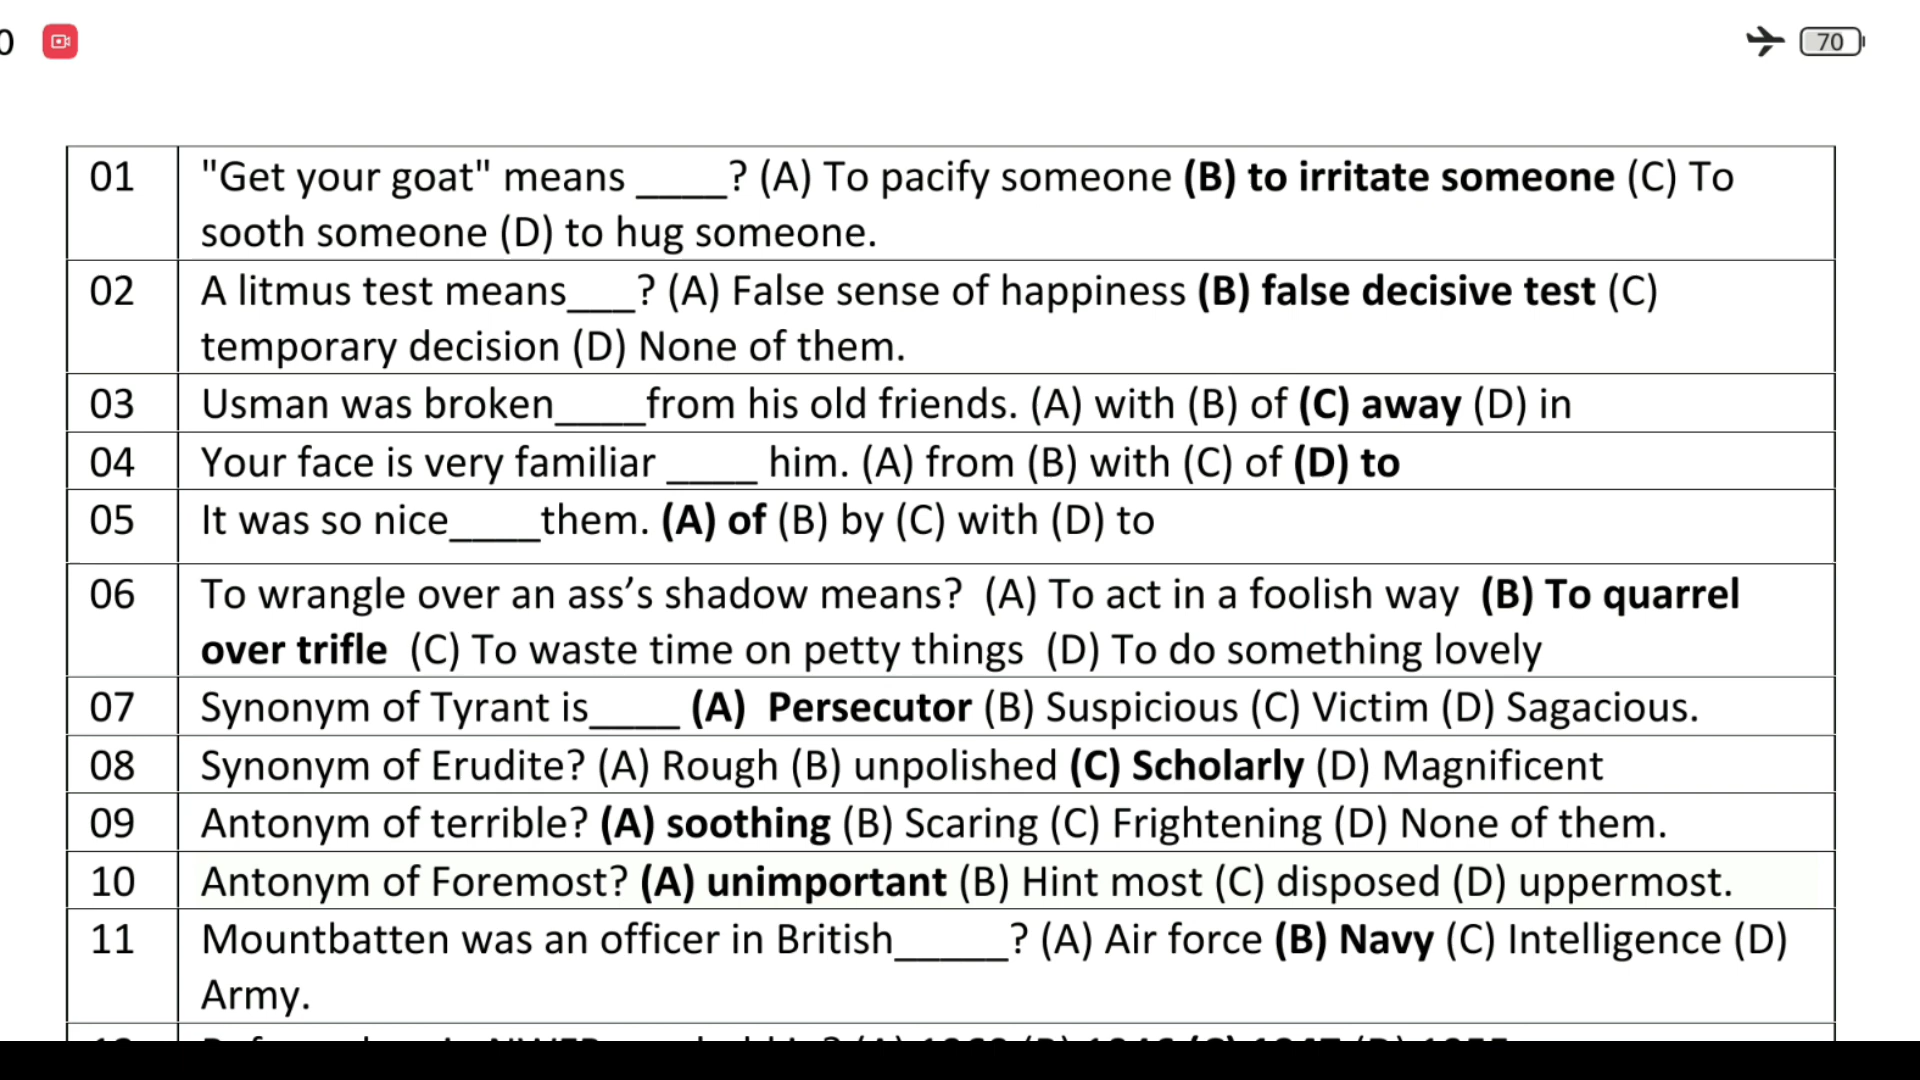 0 70
01 "Get your goat" means ____? (A) To pacify someone (B) to irritate someone (C) To
sooth someone (D) to hug someone.
02 A litmus test means___? (A) False sense of happiness (B) false decisive test (C)
temporary decision (D) None of them.
03 Usman was broken____from his old friends. (A) with (B) of (C) away (D) in
04 Your face is very familiar ____ him. (A) from (B) with (C) of (D) to
05 It was so nice____them. (A) of (B) by (C) with (D) to
06 To wrangle over an ass’s shadow means? (A) To act in a foolish way (B) To quarrel
over trifle (C) To waste time on petty things (D) To do something lovely
07 Synonym of Tyrant is____ (A) Persecutor (B) Suspicious (C) Victim (D) Sagacious.
08 Synonym of Erudite? (A) Rough (B) unpolished (C) Scholarly (D) Magnificent
09 Antonym of terrible? (A) soothing (B) Scaring (C) Frightening (D) None of them.
10 Antonym of Foremost? (A) unimportant (B) Hint most (C) disposed (D) uppermost.
11 Mountbatten was an officer in British_____? (A) Air force (B) Navy (C) Intelligence (D)
Army.